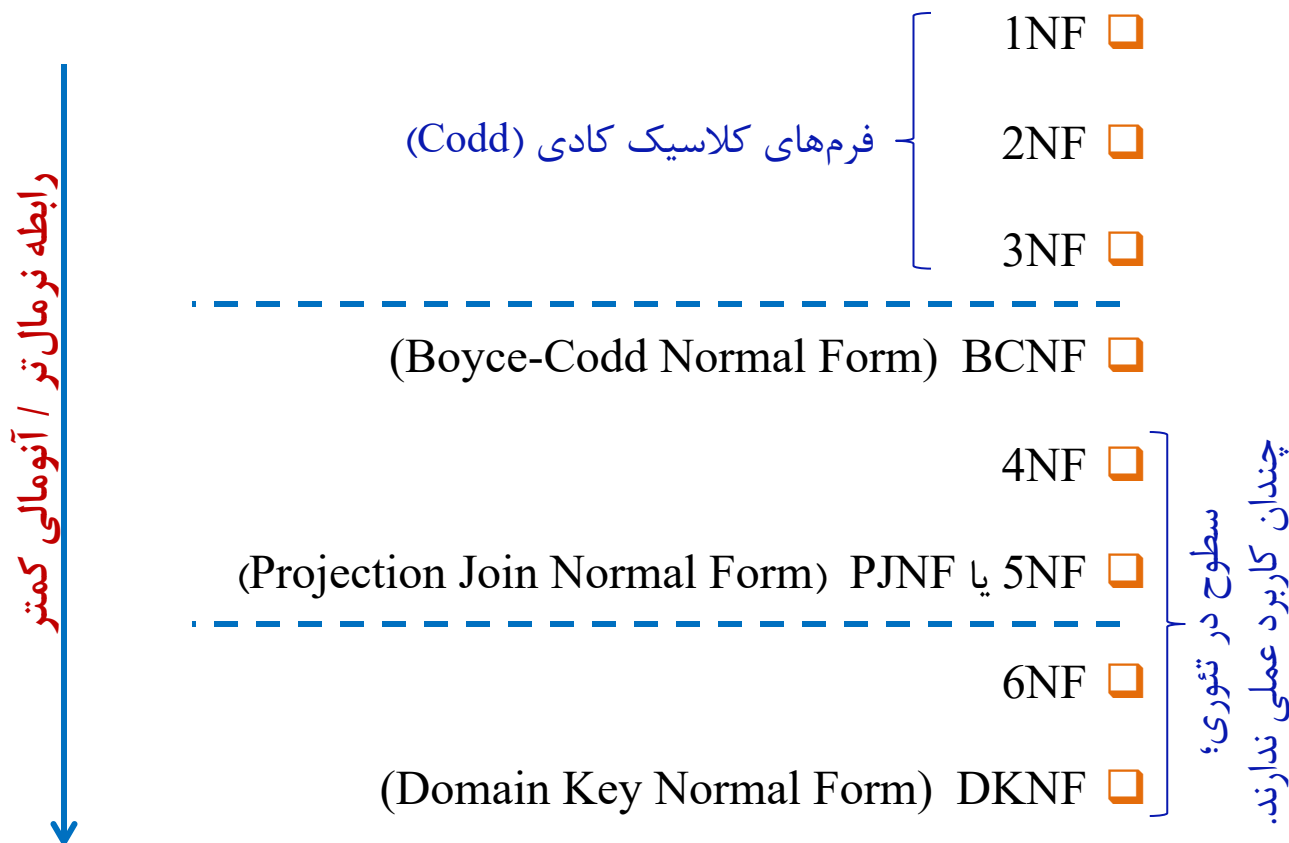 1NF
2NF
فرم‌های کلاسیک کادی (Codd)
3NF
BCNF (Boyce-Codd Normal Form)
4NF
5NF یا PJNF (Projection Join Normal Form)
6NF
DKNF (Domain Key Normal Form)
سطوح در تئوری؛
چندان کاربرد عملی ندارند.
رابطه نرمال‌تر / آنومالی کمتر